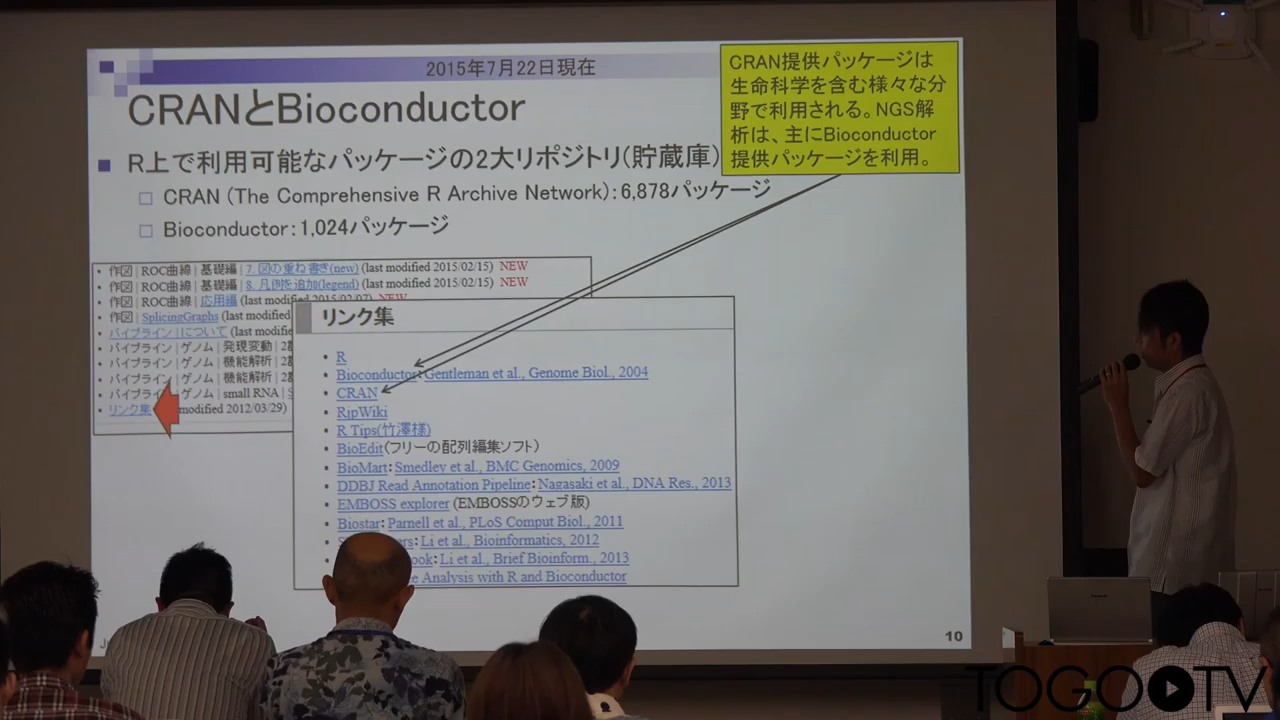 2015年7月22日現在
CRANとBioconductor
CRAN提供パッケージは
生命科学を含む様々な分
野で利用される。NGS解
析は、主にBioconductor
提供パッケージを利用。
R上で利用可能なパッケージの2大リポジトリ(貯蔵庫)
CRAN (The Comprehensive R Archive Network):6,878パッケージ
Bioconductor:1,024パッケージ
作図 | ROC曲線 | 基礎編 | 7. 図の重ね書き(new) (last modified 2015/02/15) NEW
作図 | ROC曲線 | 基礎編 | 8. 凡例を追加(legend) (last modified 2015/02/15) NEW
作図 | ROC曲線 | 応用編 (last modified 2015/02/07) NEW
作図 | SplicingGraphs (last modified
パイプライン | について (last modifie
パイプライン | ゲノム | 発現変動 | 2群
パイプライン | ゲノム | 機能解析 | 2群
パイプライン | ゲノム | 機能解析 | 2群
パイプライン | ゲノム | small RNA | S
リンク集 modified 2012/03/29)
リンク集
R
Bioconductor: Gentleman et al., Genome Biol., 2004
CRAN
RjpWiki
R Tips(竹澤様)
BioEdit(フリーの配列編集ソフト)
BioMart: Smedley et al., BMC Genomics, 2009
DDBJ Read Annotation Pipeline: Nagasaki et al., DNA Res., 2013
EMBOSS explorer (EMBOSSのウェブ版)
Biostar: Parnell et al., PLoS Comput Biol., 2011
ers: Li et al., Bioinformatics, 2012
ook: Li et al., Brief Bioinform., 2013
e Analysis with R and Bioconductor
10
TOGO TV